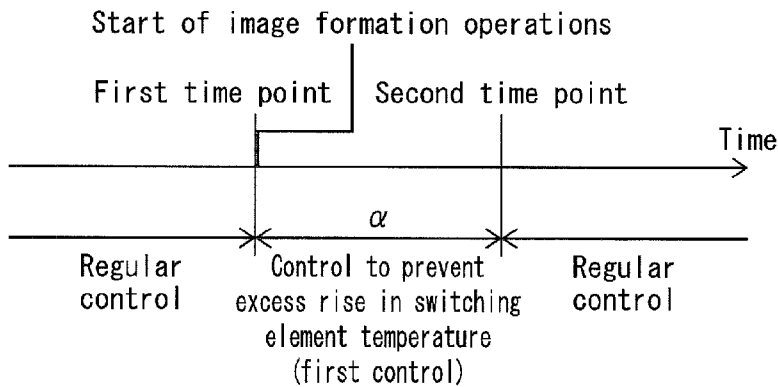 Start of image formation operations
First time point
Second time point
Time
α
Regular
control
Control to prevent
excess rise in switching
element temperature
(first control)
Regular
control